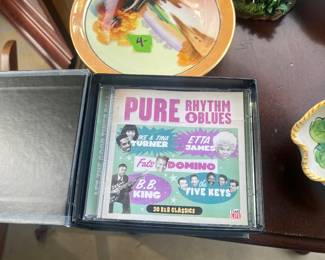 4-
PURE RHYTHM
& BLUES
IKE & TINA
TURNER
ETTA
JAMES
Fats DOMINO
B.B.
KING
the
FIVE KEYS
30 R&B CLASSICS